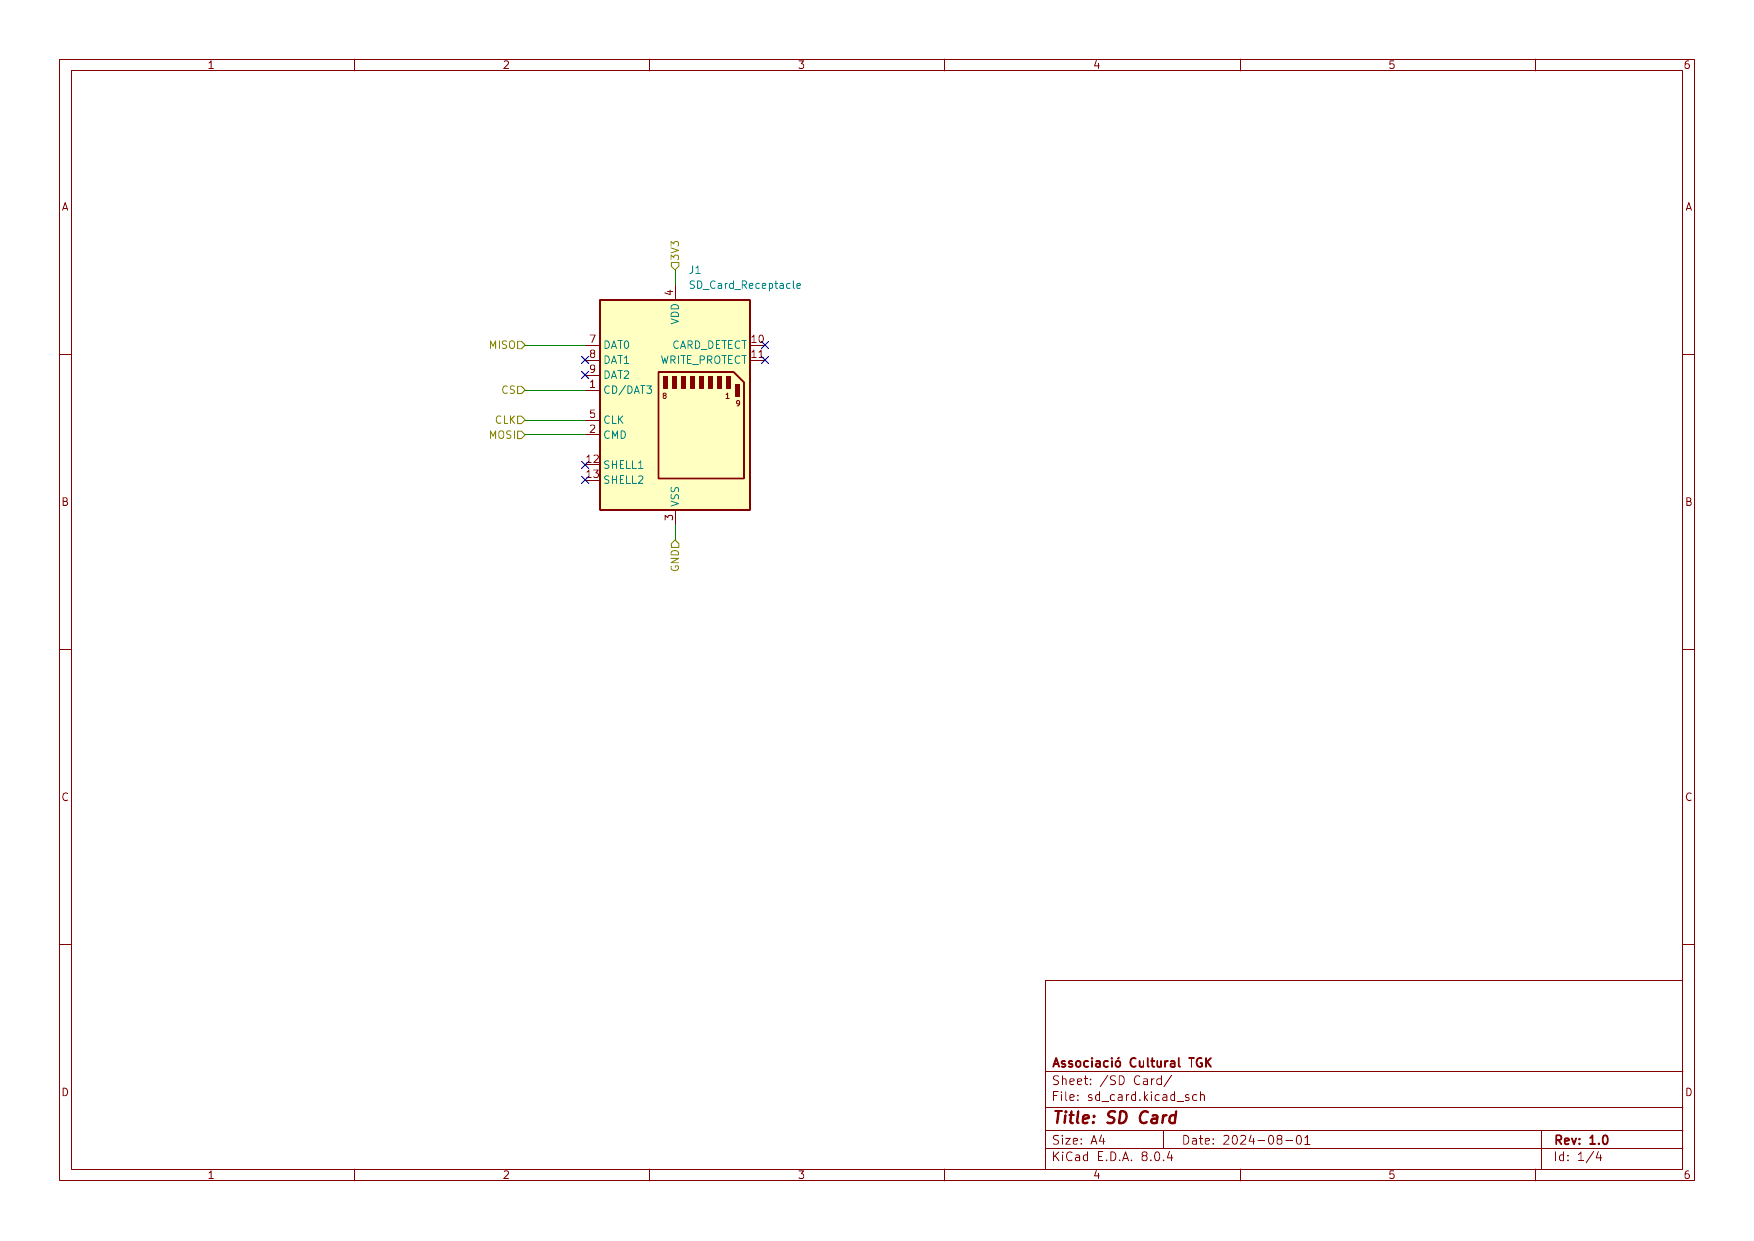 1 2 3 4 5 6
A A
3V3
J1
SD_Card_Receptacle
4
VDD
MISO 7 DAT0 CARD_DETECT 10
8 DAT1 WRITE_PROTECT 11
9 DAT2
CS 1 CD/DAT3
8 1
9
CLK 5 CLK
MOSI 2 CMD
12 SHELL1
13 SHELL2
VSS
3
B B
GND
C C
Associació Cultural TGK
Sheet: /SD Card/
D D
File: sd_card.kicad_sch
Title: SD Card
Size: A4 Date: 2024-08-01 Rev: 1.0
KiCad E.D.A. 8.0.4 Id: 1/4
1 2 3 4 5 6